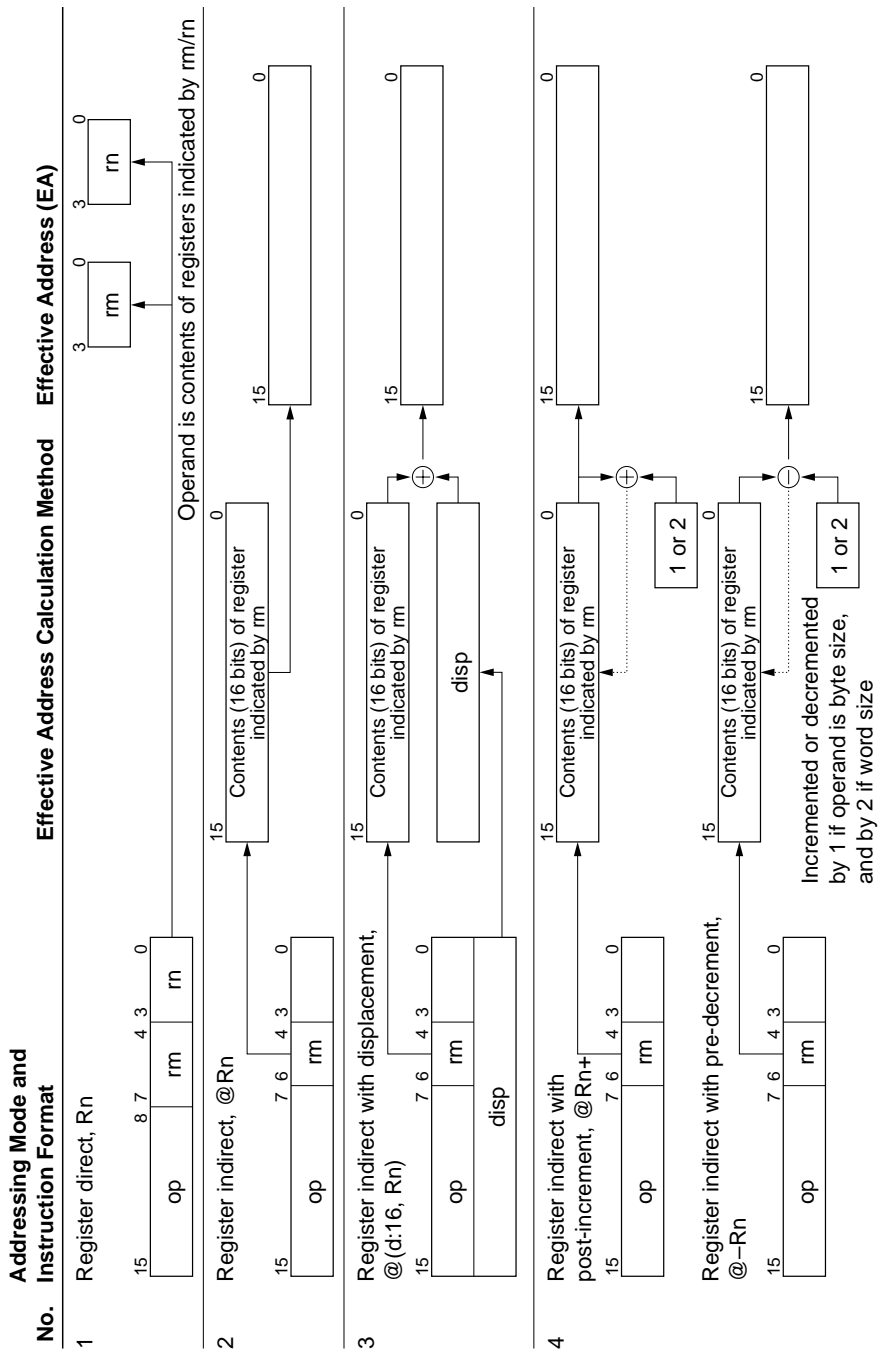 Addressing Mode and
No. Instruction Format Effective Address Calculation Method Effective Address (EA)
1 Register direct, Rn
3 0 3 0
rm rn
15 8 7 4 3 0
op rm rn
Operand is contents of registers indicated by rm/rn
2 Register indirect, @Rn
15 0
Contents (16 bits) of register
indicated by rm
15 7 6 4 3 0
op rm
15 0
3 Register indirect with displacement,
@(d:16, Rn)
15 0
Contents (16 bits) of register
indicated by rm
15 7 6 4 3 0
op rm
disp
disp
15 0
4 Register indirect with
post-increment, @Rn+
15 0
Contents (16 bits) of register
indicated by rm
15 7 6 4 3 0
op rm
1 or 2
15 0
Register indirect with pre-decrement,
@–Rn
15 0
Contents (16 bits) of register
indicated by rm
15 7 6 4 3 0
op rm
1 or 2
15 0
Incremented or decremented
by 1 if operand is byte size,
and by 2 if word size